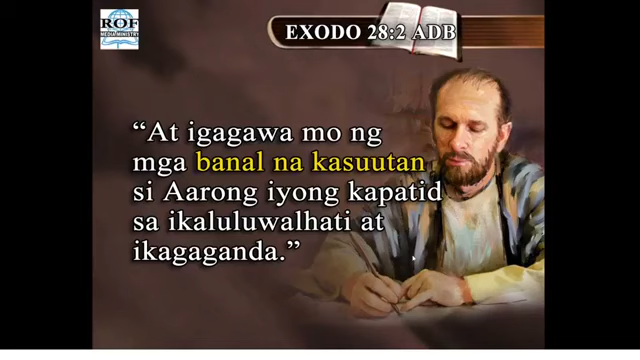 ROF
MEDIA MINISTRY
EXODO 28:2 ADB
“At igagawa mo ng
mga banal na kasuutan
si Aarong iyong kapatid
sa ikaluluwalhati at
ikagaganda.”